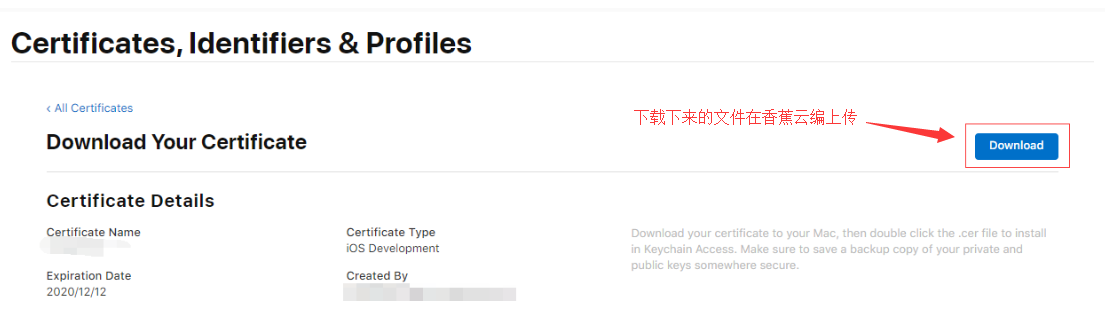 Certificates, Identifiers & Profiles
‹ All Certificates
下载下来的文件在香蕉云编上传
Download Your Certificate
Download
Certificate Details
Certificate Name
Certificate Type
iOS Development
Download your certificate to your Mac, then double click the .cer file to install
in Keychain Access. Make sure to save a backup copy of your private and
public keys somewhere secure.
Expiration Date
2020/12/12
Created By